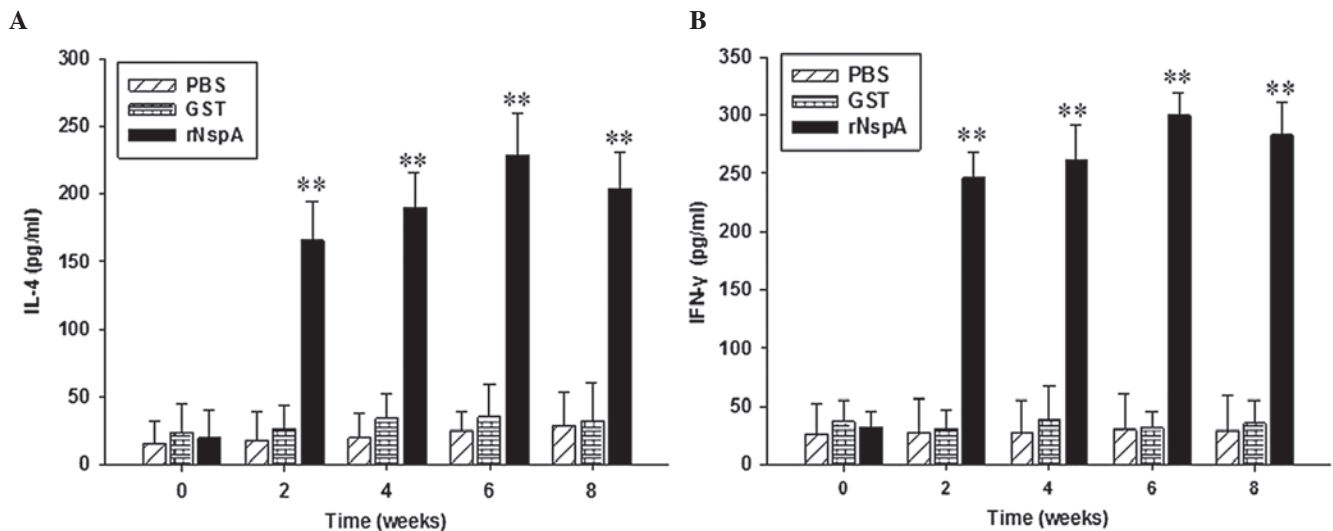 A
300
250
200
150
100
50
0
IL-4 (pg/ml)
PBS
GST
rNspA
**
**
**
**
0 2 4 6 8
Time (weeks)
B
350
300
250
200
150
100
50
0
IFN-γ (pg/ml)
PBS
GST
rNspA
**
**
**
**
0 2 4 6 8
Time (weeks)